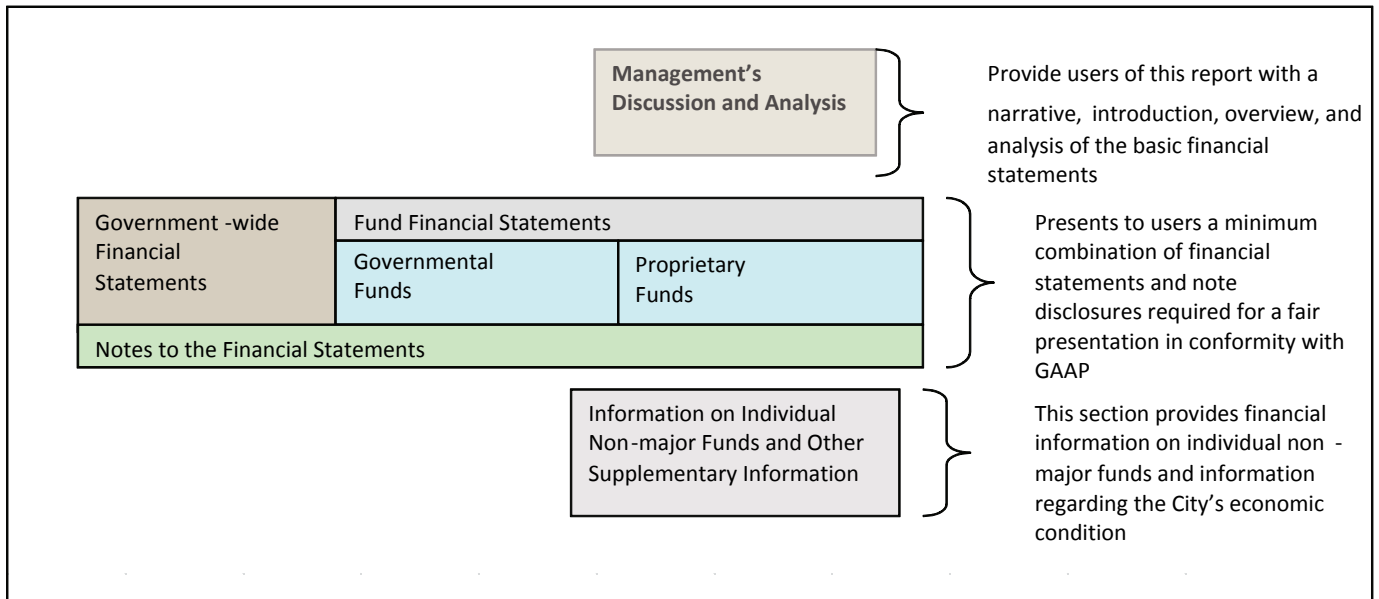 Management’s
Discussion and Analysis
Provide users of this report with a
narrative, introduction, overview, and
analysis of the basic financial
statements
Government -wide
Financial
Statements
Fund Financial Statements
Governmental
Funds
Proprietary
Funds
Notes to the Financial Statements
Presents to users a minimum
combination of financial
statements and note
disclosures required for a fair
presentation in conformity with
GAAP
Information on Individual
Non-major Funds and Other
Supplementary Information
This section provides financial
information on individual non -
major funds and information
regarding the City’s economic
condition